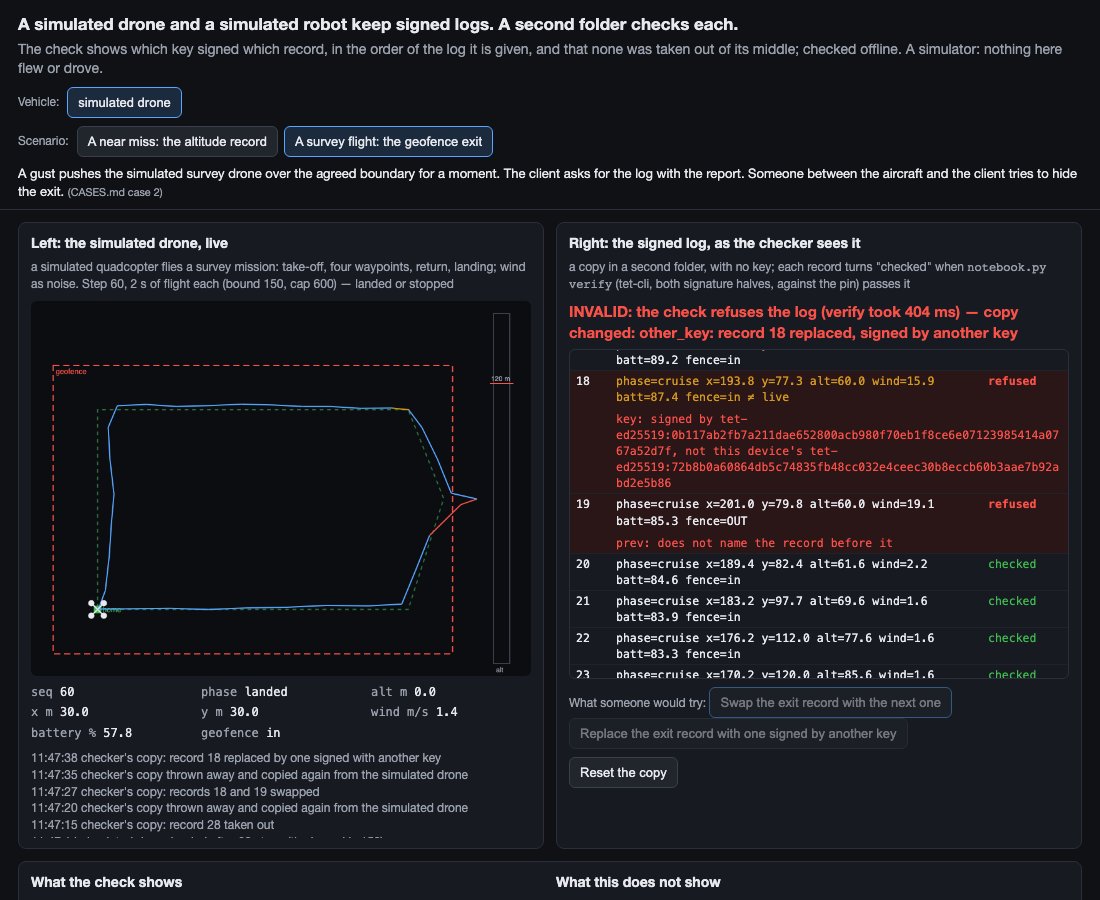 A simulated drone and a simulated robot keep signed logs. A second folder checks each.
The check shows which key signed which record, in the order of the log it is given, and that none was taken out of its middle; checked offline. A simulator: nothing here
flew or drove.
Vehicle: simulated drone
Scenario: A near miss: the altitude record A survey flight: the geofence exit
A gust pushes the simulated survey drone over the agreed boundary for a moment. The client asks for the log with the report. Someone between the aircraft and the client tries to hide
the exit. (CASES.md case 2)
Left: the simulated drone, live
a simulated quadcopter flies a survey mission: take-off, four waypoints, return, landing; wind
as noise. Step 60, 2 s of flight each (bound 150, cap 600) — landed or stopped
geofence
120 m
home
alt
seq 60 phase landed alt m 0.0
x m 30.0 y m 30.0 wind m/s 1.4
battery % 57.8 geofence in
11:47:38 checker's copy: record 18 replaced by one signed with another key
11:47:35 checker's copy thrown away and copied again from the simulated drone
11:47:27 checker's copy: records 18 and 19 swapped
11:47:20 checker's copy thrown away and copied again from the simulated drone
11:47:15 checker's copy: record 28 taken out
Right: the signed log, as the checker sees it
a copy in a second folder, with no key; each record turns "checked" when notebook.py
verify (tet-cli, both signature halves, against the pin) passes it
INVALID: the check refuses the log (verify took 404 ms) — copy
changed: other_key: record 18 replaced, signed by another key
batt=89.2 fence=in
18 phase=cruise x=193.8 y=77.3 alt=60.0 wind=15.9 refused
batt=87.4 fence=in ≠ live
key: signed by tet-
ed25519:0b117ab2fb7a211dae652800acb980f70eb1f8ce6e07123985414a07
67a52d7f, not this device's tet-
ed25519:72b8b0a60864db5c74835fb48cc032e4ceec30b8eccb60b3aae7b92a
bd2e5b86
19 phase=cruise x=201.0 y=79.8 alt=60.0 wind=19.1 refused
batt=85.3 fence=OUT
prev: does not name the record before it
20 phase=cruise x=189.4 y=82.4 alt=61.6 wind=2.2 checked
batt=84.6 fence=in
21 phase=cruise x=183.2 y=97.7 alt=69.6 wind=1.6 checked
batt=83.9 fence=in
22 phase=cruise x=176.2 y=112.0 alt=77.6 wind=1.6 checked
batt=83.3 fence=in
23 phase=cruise x=170.2 y=120.0 alt=85.6 wind=1.6 checked
What someone would try: Swap the exit record with the next one
Replace the exit record with one signed by another key
Reset the copy
What the check shows
What this does not show